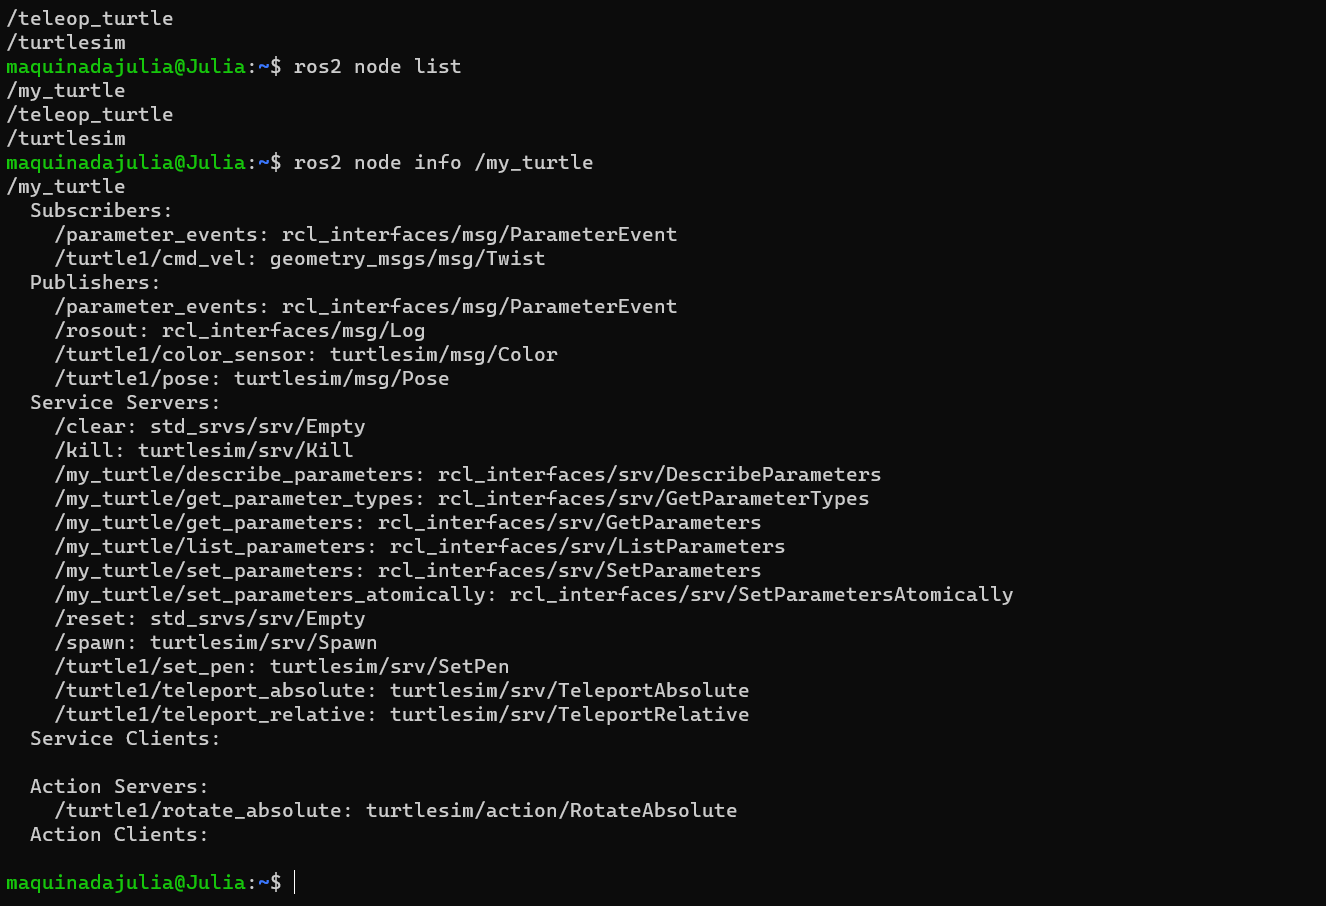 /teleop_turtle
/turtlesim
maquinadajulia@Julia:~$ ros2 node list
/my_turtle
/teleop_turtle
/turtlesim
maquinadajulia@Julia:~$ ros2 node info /my_turtle
/my_turtle
  Subscribers:
    /parameter_events: rcl_interfaces/msg/ParameterEvent
    /turtle1/cmd_vel: geometry_msgs/msg/Twist
  Publishers:
    /parameter_events: rcl_interfaces/msg/ParameterEvent
    /rosout: rcl_interfaces/msg/Log
    /turtle1/color_sensor: turtlesim/msg/Color
    /turtle1/pose: turtlesim/msg/Pose
  Service Servers:
    /clear: std_srvs/srv/Empty
    /kill: turtlesim/srv/Kill
    /my_turtle/describe_parameters: rcl_interfaces/srv/DescribeParameters
    /my_turtle/get_parameter_types: rcl_interfaces/srv/GetParameterTypes
    /my_turtle/get_parameters: rcl_interfaces/srv/GetParameters
    /my_turtle/list_parameters: rcl_interfaces/srv/ListParameters
    /my_turtle/set_parameters: rcl_interfaces/srv/SetParameters
    /my_turtle/set_parameters_atomically: rcl_interfaces/srv/SetParametersAtomically
    /reset: std_srvs/srv/Empty
    /spawn: turtlesim/srv/Spawn
    /turtle1/set_pen: turtlesim/srv/SetPen
    /turtle1/teleport_absolute: turtlesim/srv/TeleportAbsolute
    /turtle1/teleport_relative: turtlesim/srv/TeleportRelative
  Service Clients:

  Action Servers:
    /turtle1/rotate_absolute: turtlesim/action/RotateAbsolute
  Action Clients:

maquinadajulia@Julia:~$